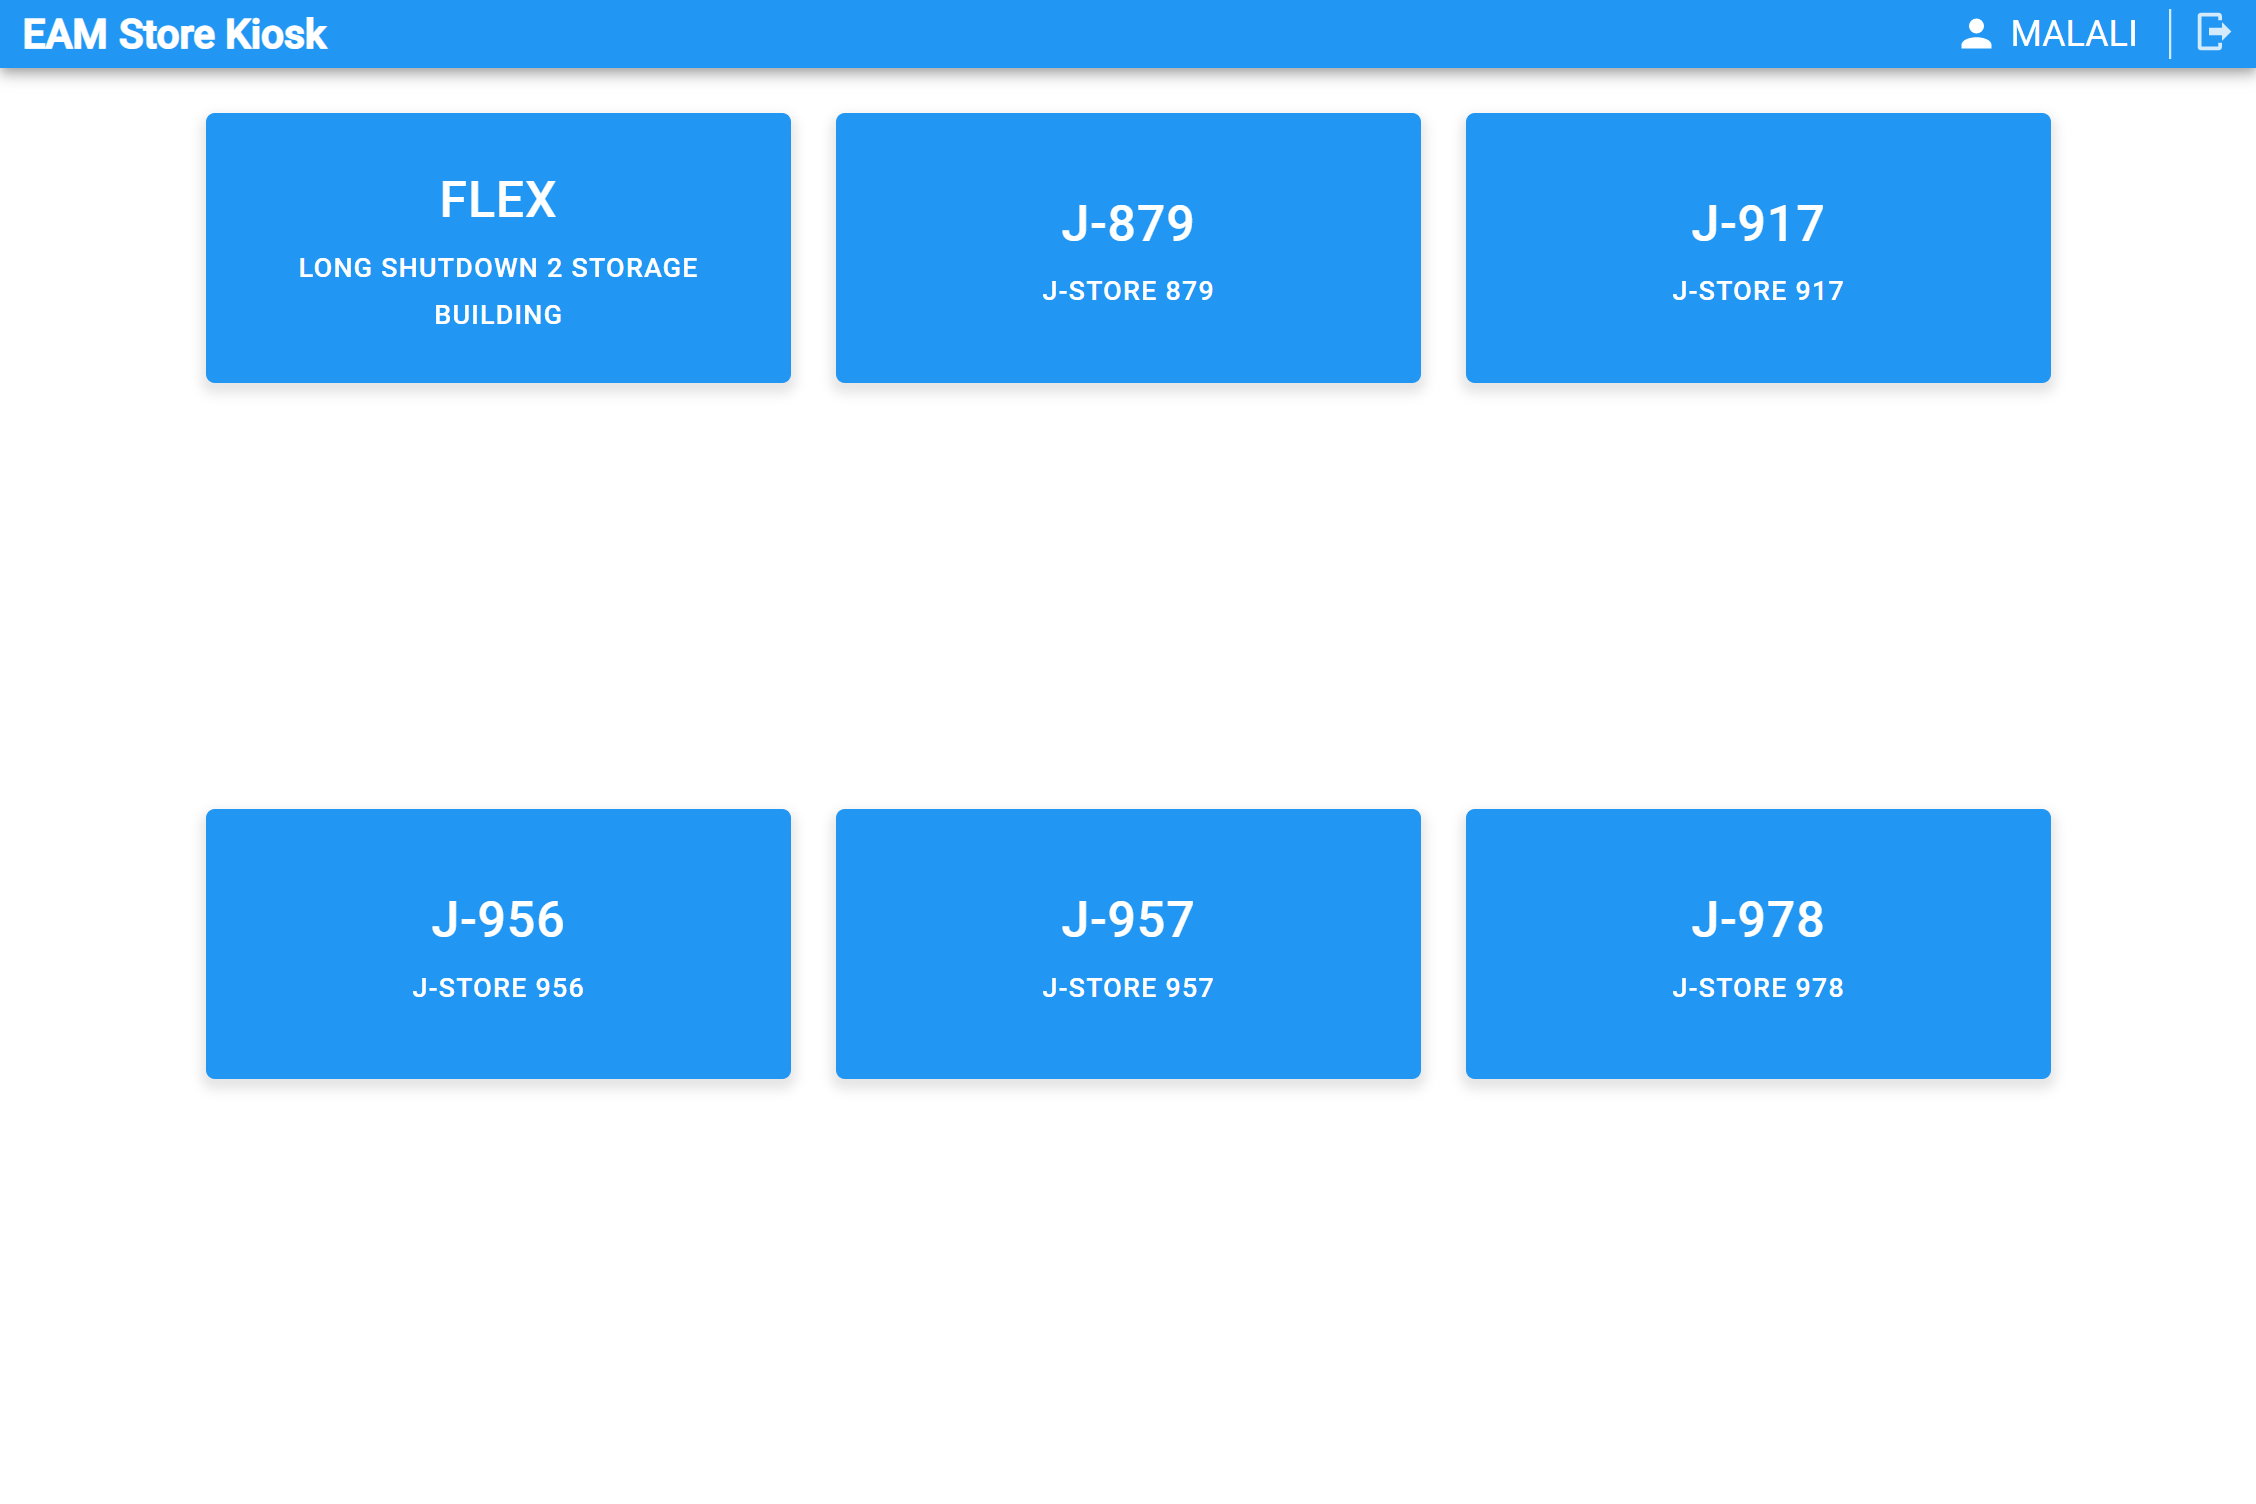 EAM Store Kiosk
MALALI
FLEX
LONG SHUTDOWN 2 STORAGE
BUILDING
J-879
J-STORE 879
J-917
J-STORE 917
J-956
J-STORE 956
J-957
J-STORE 957
J-978
J-STORE 978